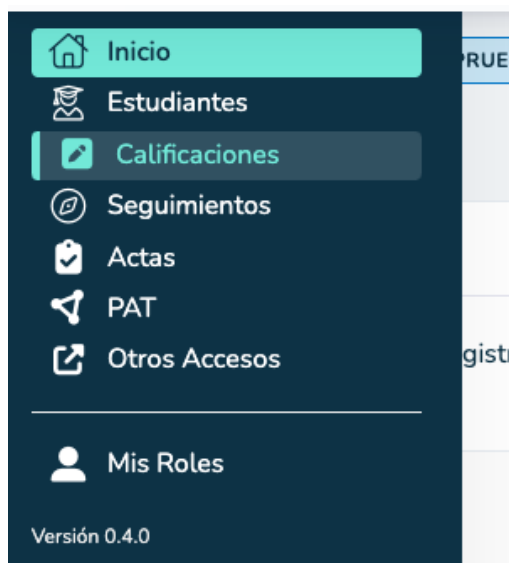 Inicio
Estudiantes
Calificaciones
Seguimientos
Actas
PAT
Otros Accesos
Mis Roles
Versión 0.4.0